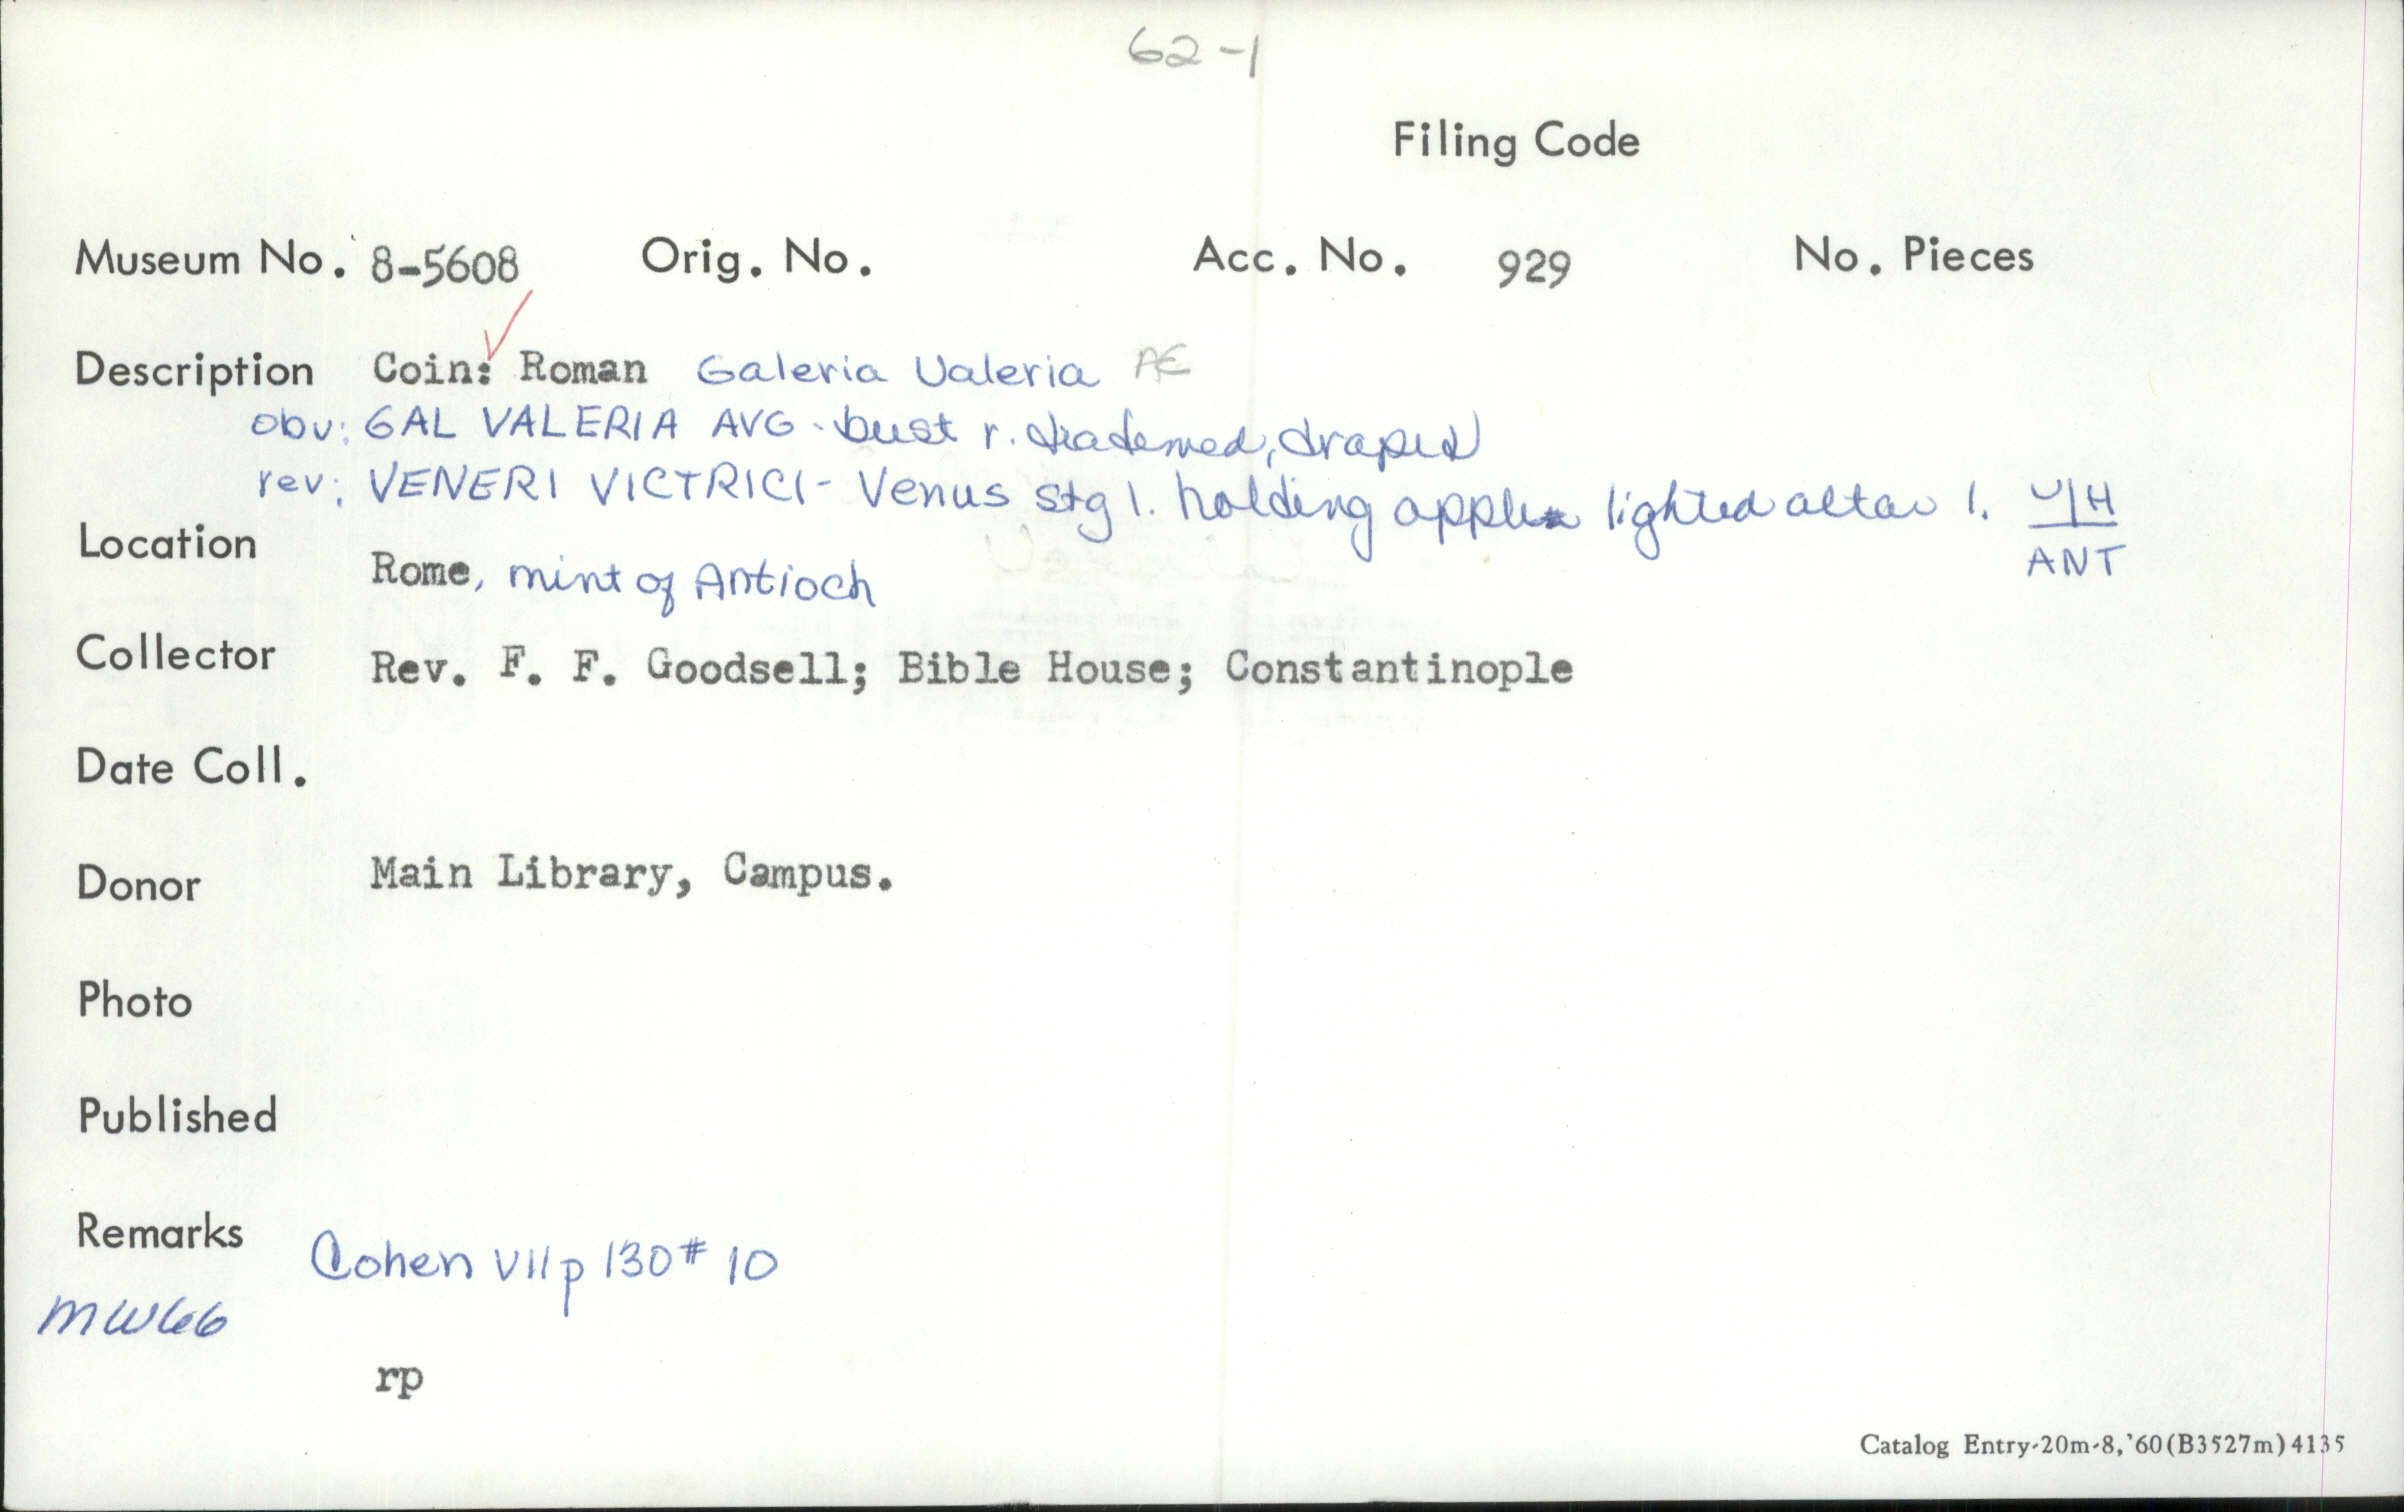 62-1
Filing Code
Museum No. 8-5608 Orig. No. Acc. No. 929 No. Pieces
Description Coin: Roman Galeria Valeria AE
obv: GAL VALERIA AVG - bust r. diademed, draped
rev: VENERI VICTRICI - Venus stg l. holding apple lighted altar l. U|H
ANT
Location Rome, mint of Antioch
Collector Rev. F. F. Goodsell; Bible House; Constantinople
Date Coll.
Donor Main Library, Campus.
Photo
Published
Remarks Cohen VII p 130 # 10
MW66
rp
Catalog Entry-20m-8,'60(B3527m)4135